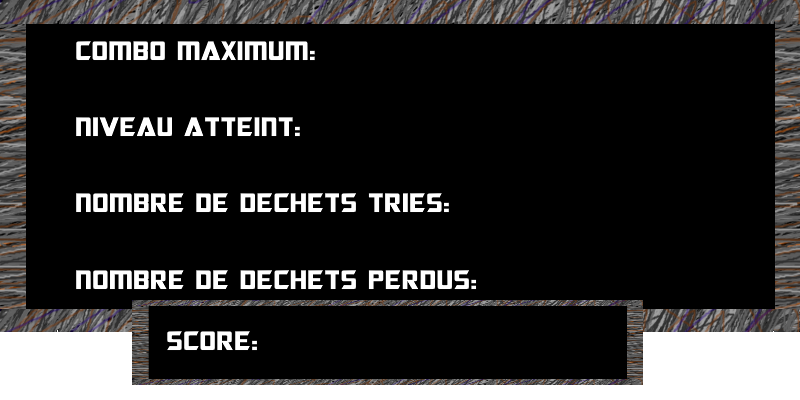 COMBO MAXIMUM:
NIVEAU ATTEINT:
NOMBRE DE DECHETS TRIES:
NOMBRE DE DECHETS PERDUS:
SCORE: